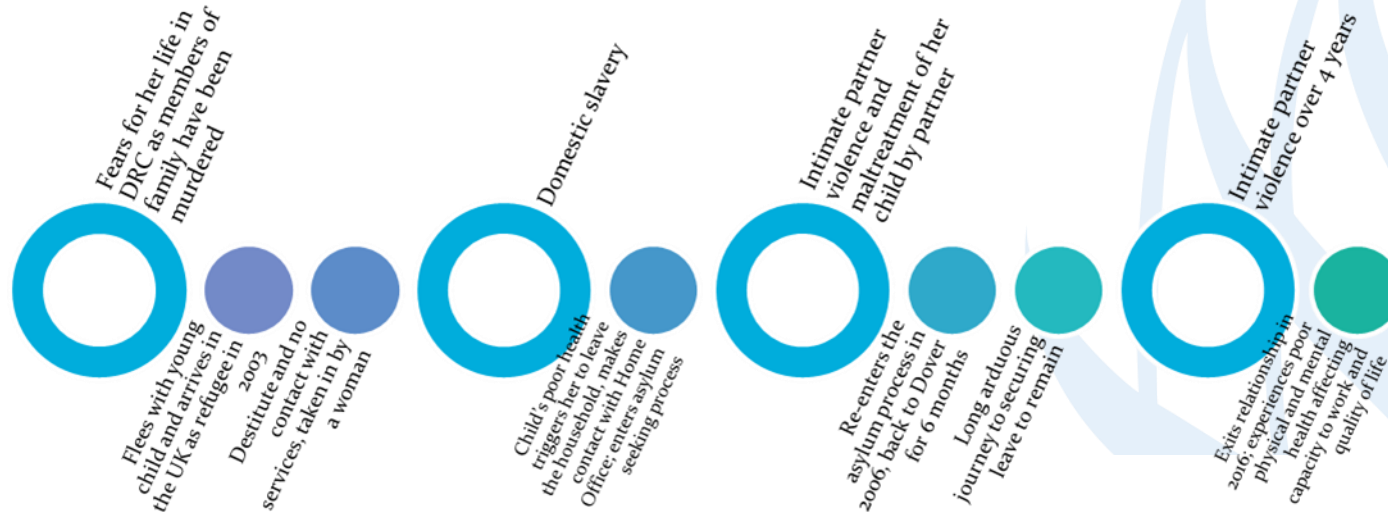 Fears for her life in
DRC as members of
family have been
murdered
Flees with young
child and arrives in
the UK as refugee in
2003
Destitute and no
contact with
services, taken in by
a woman
Domestic slavery
Child's poor health
triggers her to leave
the household, makes
contact with Home
Office; enters asylum
seeking process
Intimate partner
violence and
maltreatment of her
child by partner
Re-enters the
asylum process in
2006, back to Dover
for 6 months
Long arduous
journey to securing
leave to remain
Intimate partner
violence over 4 years
Exits relationship in
2016; experiences poor
physical and mental
health affecting
capacity to work and
quality of life